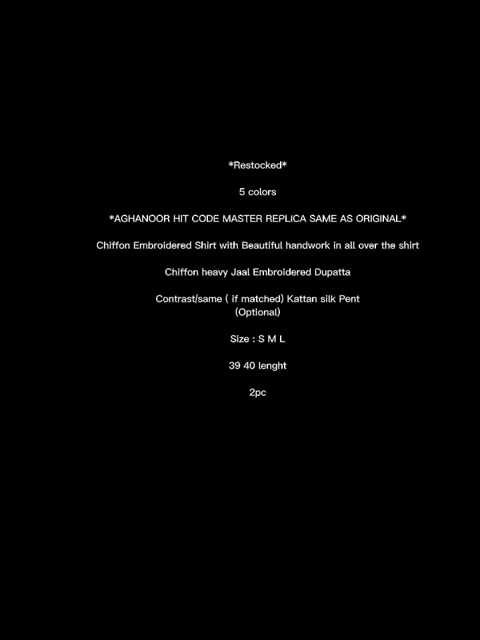 *Restocked*
5 colors
*AGHANOOR HIT CODE MASTER REPLICA SAME AS ORIGINAL*
Chiffon Embroidered Shirt with Beautiful handwork in all over the shirt
Chiffon heavy Jaal Embroidered Dupatta
Contrast/same ( if matched) Kattan silk Pent
(Optional)
Size : S M L
39 40 lenght
2pc